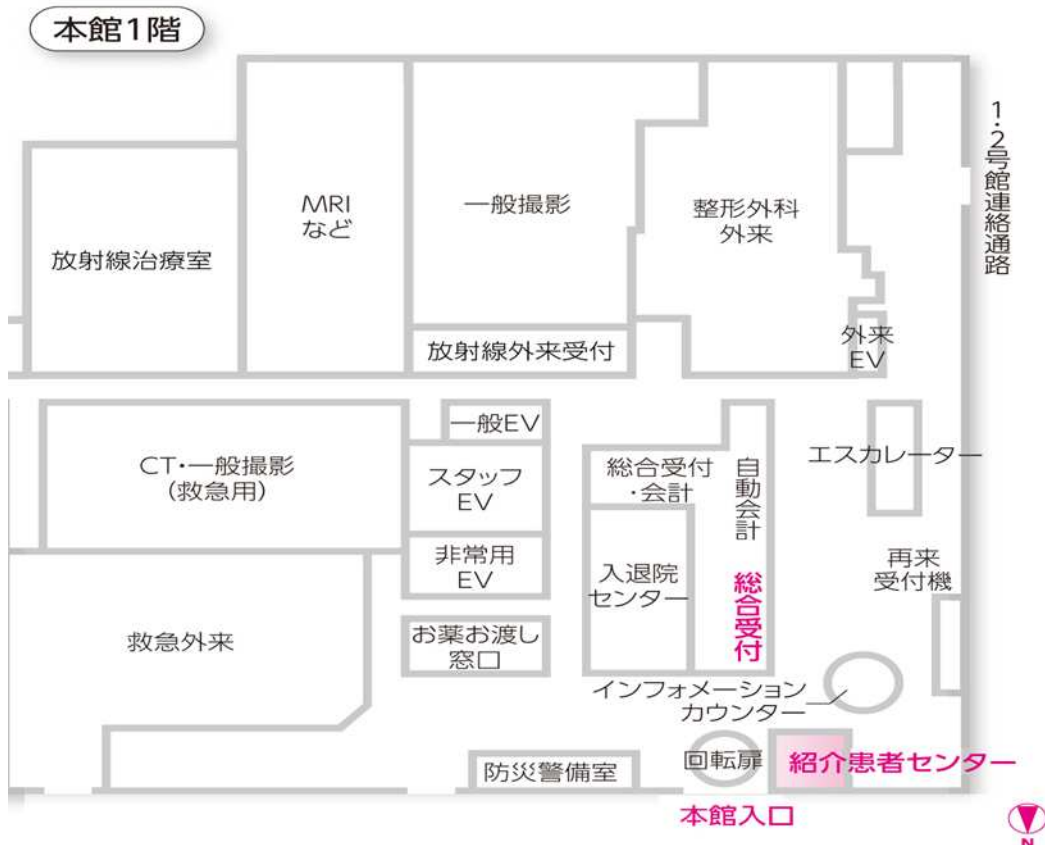 本館1階
1・2号館連絡通路
MRI
など
一般撮影
整形外科
外来
放射線治療室
放射線外来受付
外来
EV
一般EV
エスカレーター
CT・一般撮影
(救急用)
スタッフ
EV
総合受付
・会計
自動会計
非常用
EV
入退院
センター
再来
受付機
総合受付
救急外来
お薬お渡し
窓口
インフォメーション
カウンター
回転扉
紹介患者センター
防災警備室
本館入口
N